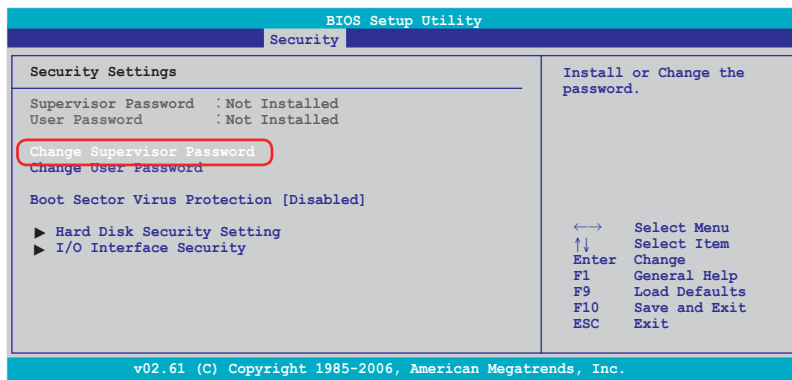 BIOS Setup Utility
Security
Security Settings
Supervisor Password : Not Installed
User Password : Not Installed
Change Supervisor Password
Change User Password
Boot Sector Virus Protection [Disabled]
▶ Hard Disk Security Setting
▶ I/O Interface Security
Install or Change the
password.
←→ Select Menu
↑↓ Select Item
Enter Change
F1 General Help
F9 Load Defaults
F10 Save and Exit
ESC Exit
v02.61 (C) Copyright 1985-2006, American Megatrends, Inc.